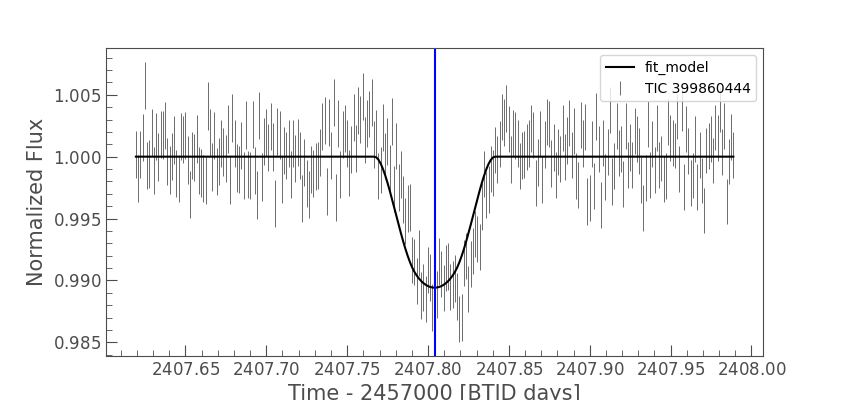 fit_model
TIC 399860444
1.005
1.000
0.995
0.990
0.985
Normalized Flux
2407.65 2407.70 2407.75 2407.80 2407.85 2407.90 2407.95 2408.00
Time - 2457000 [BTJD days]